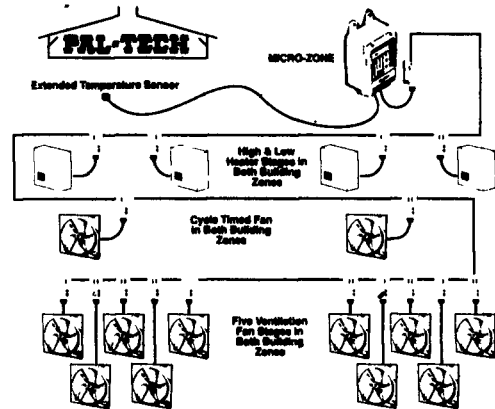 PAL-TECH
MICRO-ZONE
Extended Temperature Sensor
High & Low
Heater Stages in
Both Building
Zones
Cycle Timed Fan
in Both Building
Zones
Five Ventilation
Fan Stages in
Both Building
Zones